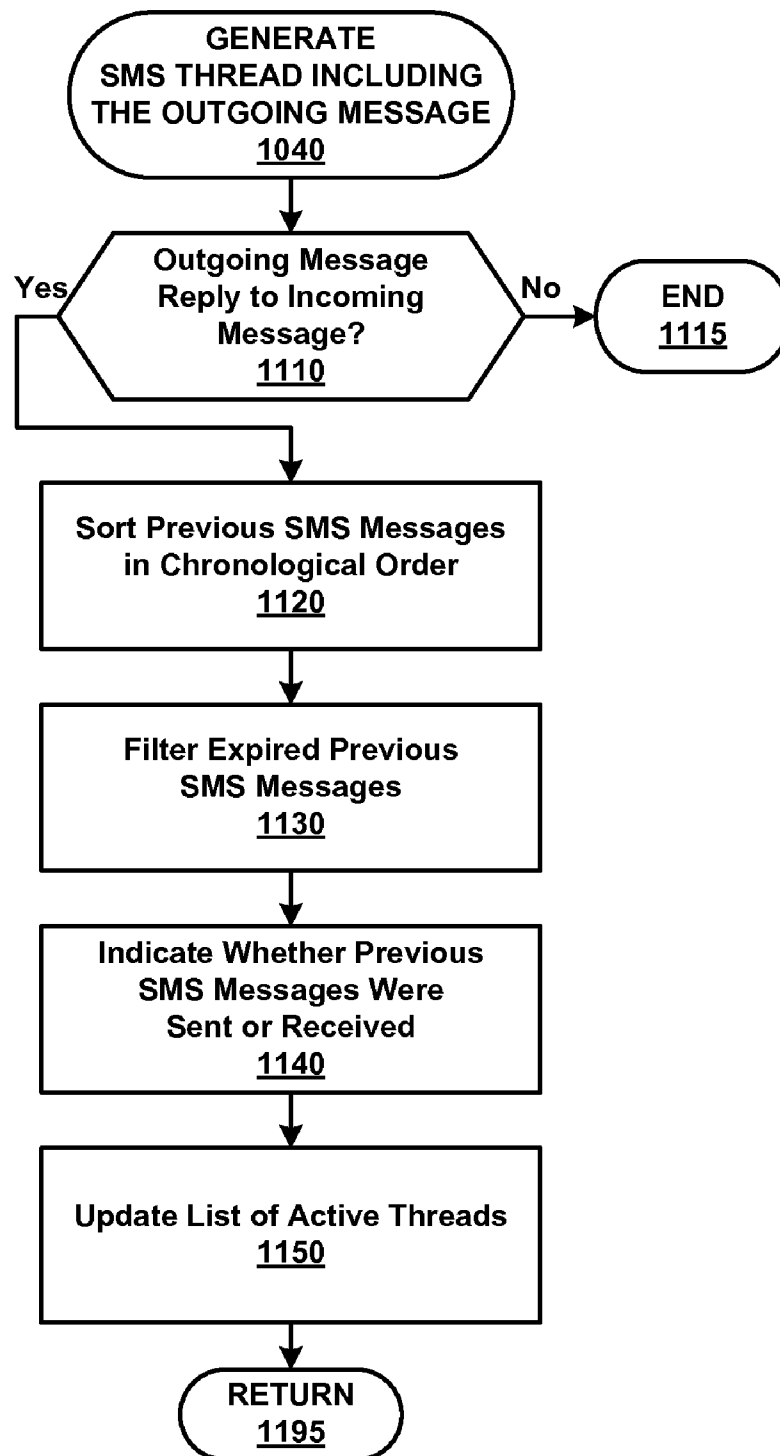 GENERATE
SMS THREAD INCLUDING
THE OUTGOING MESSAGE
1040
Outgoing Message
Reply to Incoming
Message?
1110
Yes
No
END
1115
Sort Previous SMS Messages
in Chronological Order
1120
Filter Expired Previous
SMS Messages
1130
Indicate Whether Previous
SMS Messages Were
Sent or Received
1140
Update List of Active Threads
1150
RETURN
1195